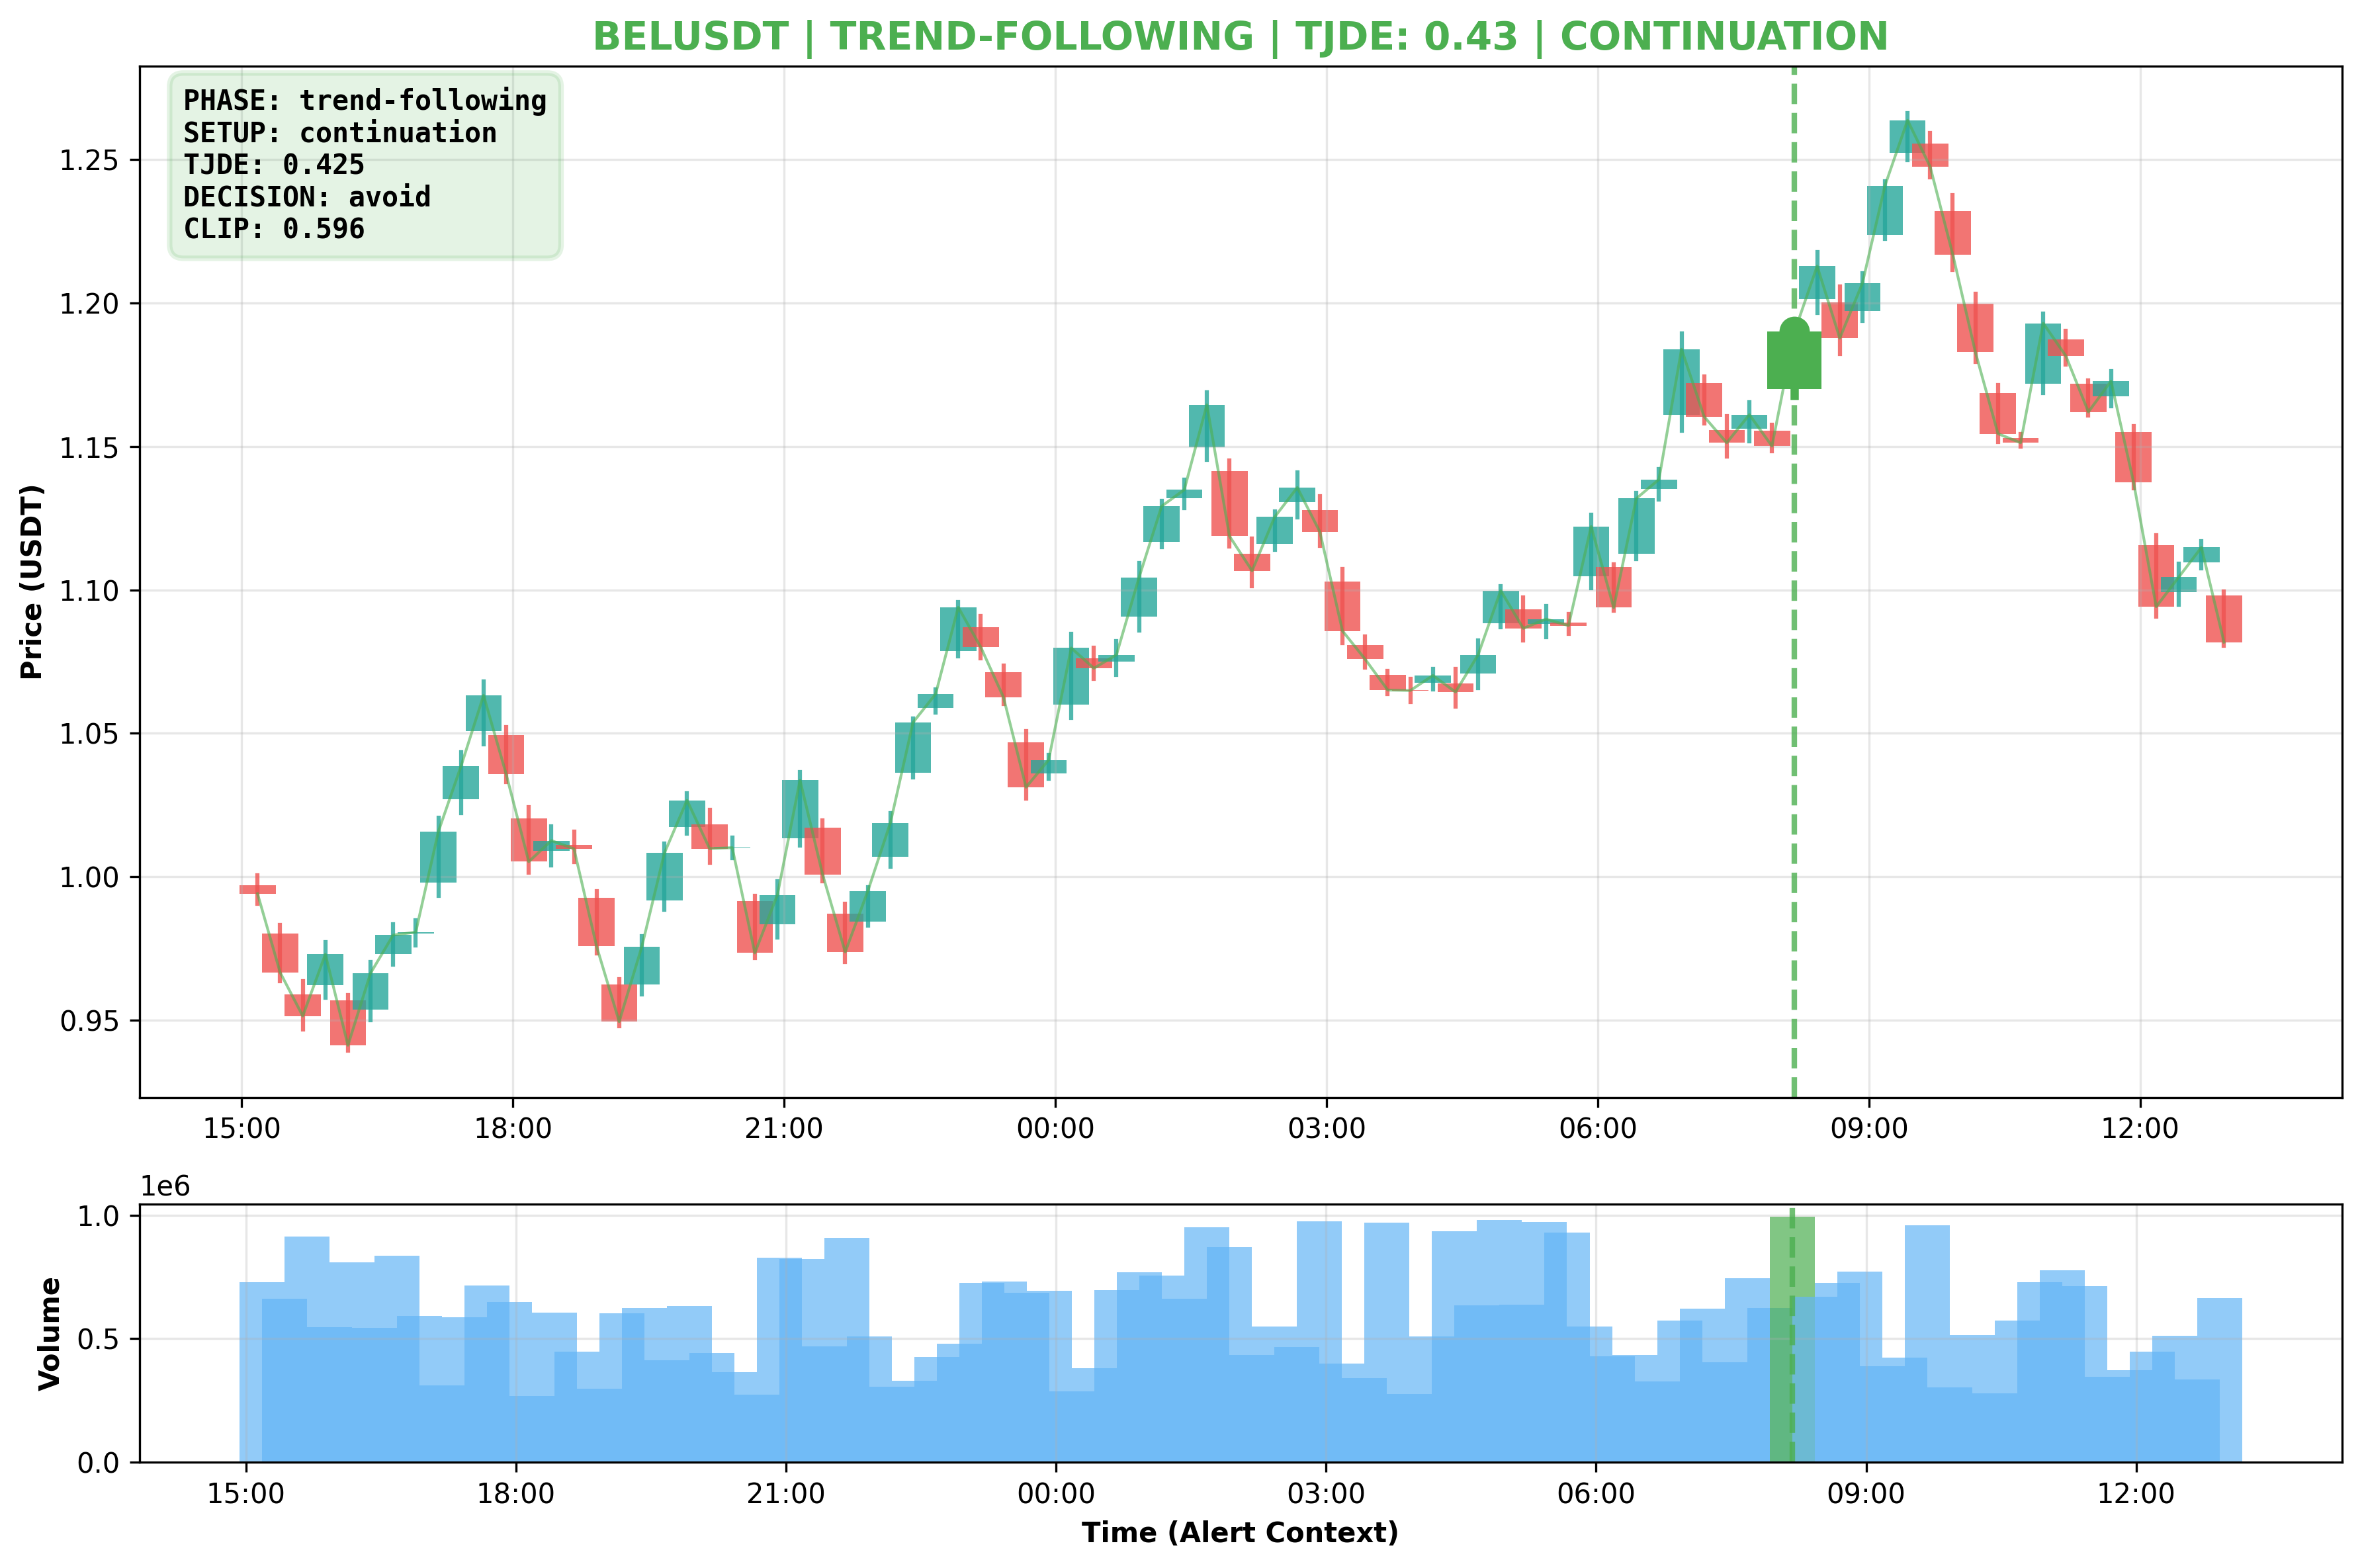 BELUSDT | TREND-FOLLOWING | TJDE: 0.43 | CONTINUATION
PHASE: trend-following
SETUP: continuation
TJDE: 0.425
DECISION: avoid
CLIP: 0.596
Price (USDT)
1.25
1.20
1.15
1.10
1.05
1.00
0.95
15:00 18:00 21:00 00:00 03:00 06:00 09:00 12:00
1e6
Volume
1.0
0.5
0.0
15:00 18:00 21:00 00:00 03:00 06:00 09:00 12:00
Time (Alert Context)